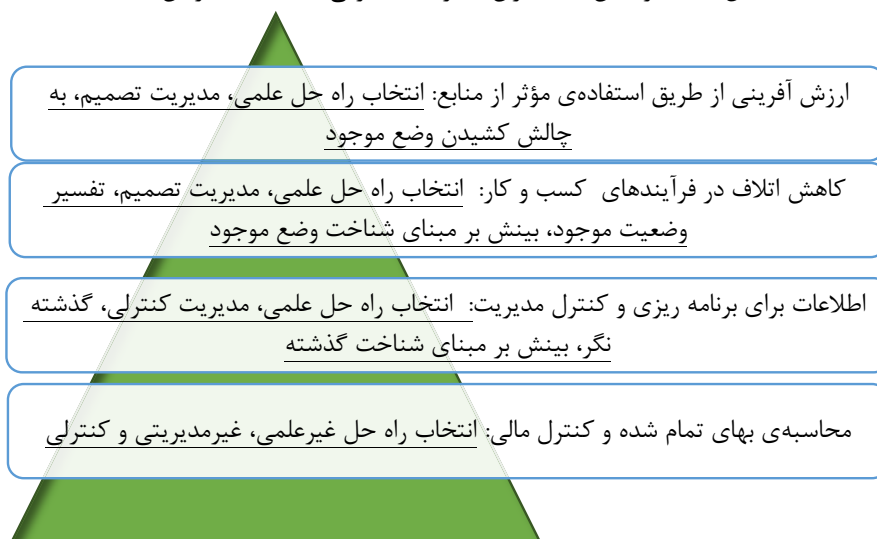 ارزش آفرینی از طریق استفاده‌ی مؤثر از منابع: انتخاب راه حل علمی، مدیریت تصمیم، به
چالش کشیدن وضع موجود
کاهش اتلاف در فرآیندهای کسب و کار: انتخاب راه حل علمی، مدیریت تصمیم، تفسیر
وضعیت موجود، بینش بر مبنای شناخت وضع موجود
اطلاعات برای برنامه ریزی و کنترل مدیریت: انتخاب راه حل علمی، مدیریت کنترلی، گذشته
نگر، بینش بر مبنای شناخت گذشته
محاسبه‌ی بهای تمام شده و کنترل مالی: انتخاب راه حل غیرعلمی، غیرمدیریتی و کنترلی